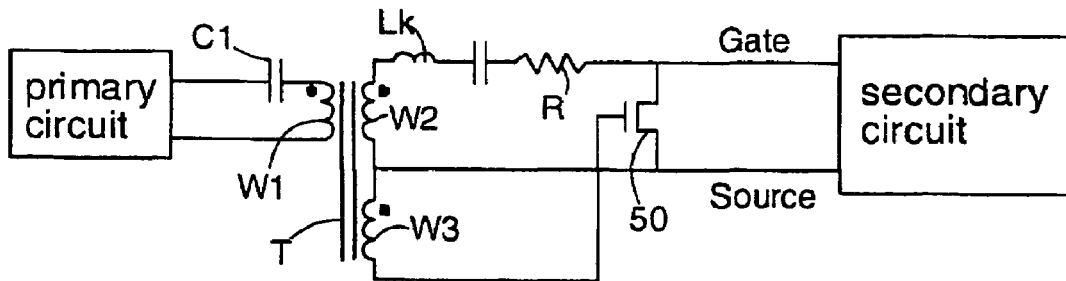 Lk
C1
Gate
primary
circuit
R
secondary
circuit
W2
W1
Source
50
T
W3